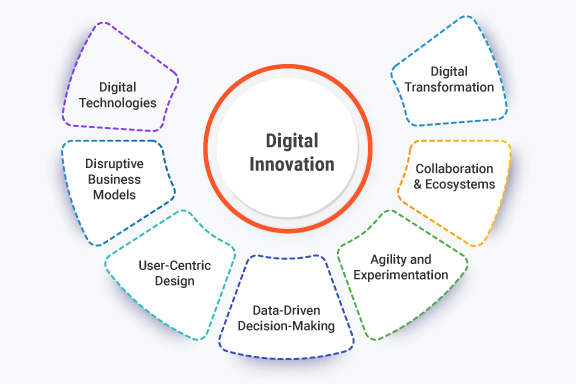 Digital
Technologies
Disruptive
Business
Models
User-Centric
Design
Data-Driven
Decision-Making
Agility and
Experimentation
Collaboration
& Ecosystems
Digital
Transformation
Digital
Innovation